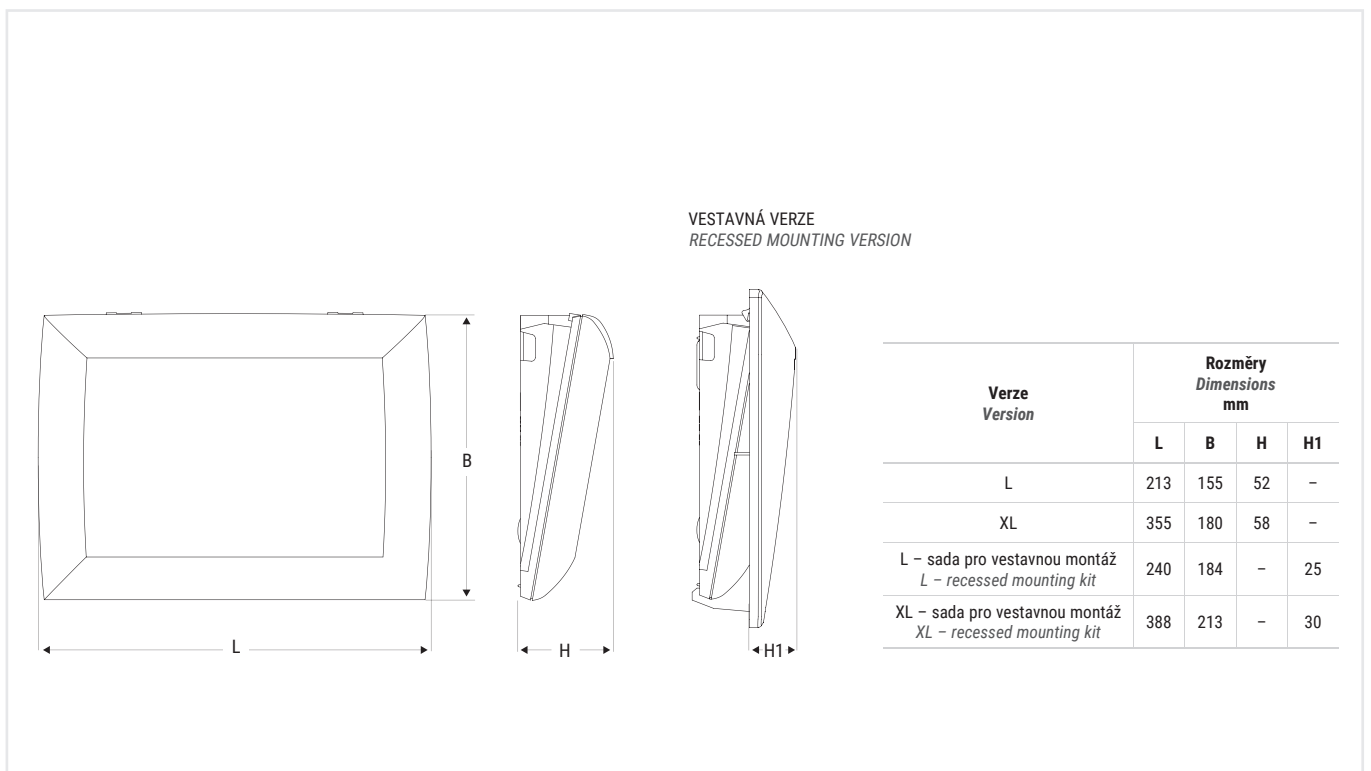 VESTAVNÁ VERZE
RECESSED MOUNTING VERSION
B
L
H
H1
Verze
Version
Rozměry
Dimensions
mm
L B H H1
L 213 155 52 –
XL 355 180 58 –
L – sada pro vestavnou montáž
L – recessed mounting kit
240 184 – 25
XL – sada pro vestavnou montáž
XL – recessed mounting kit
388 213 – 30